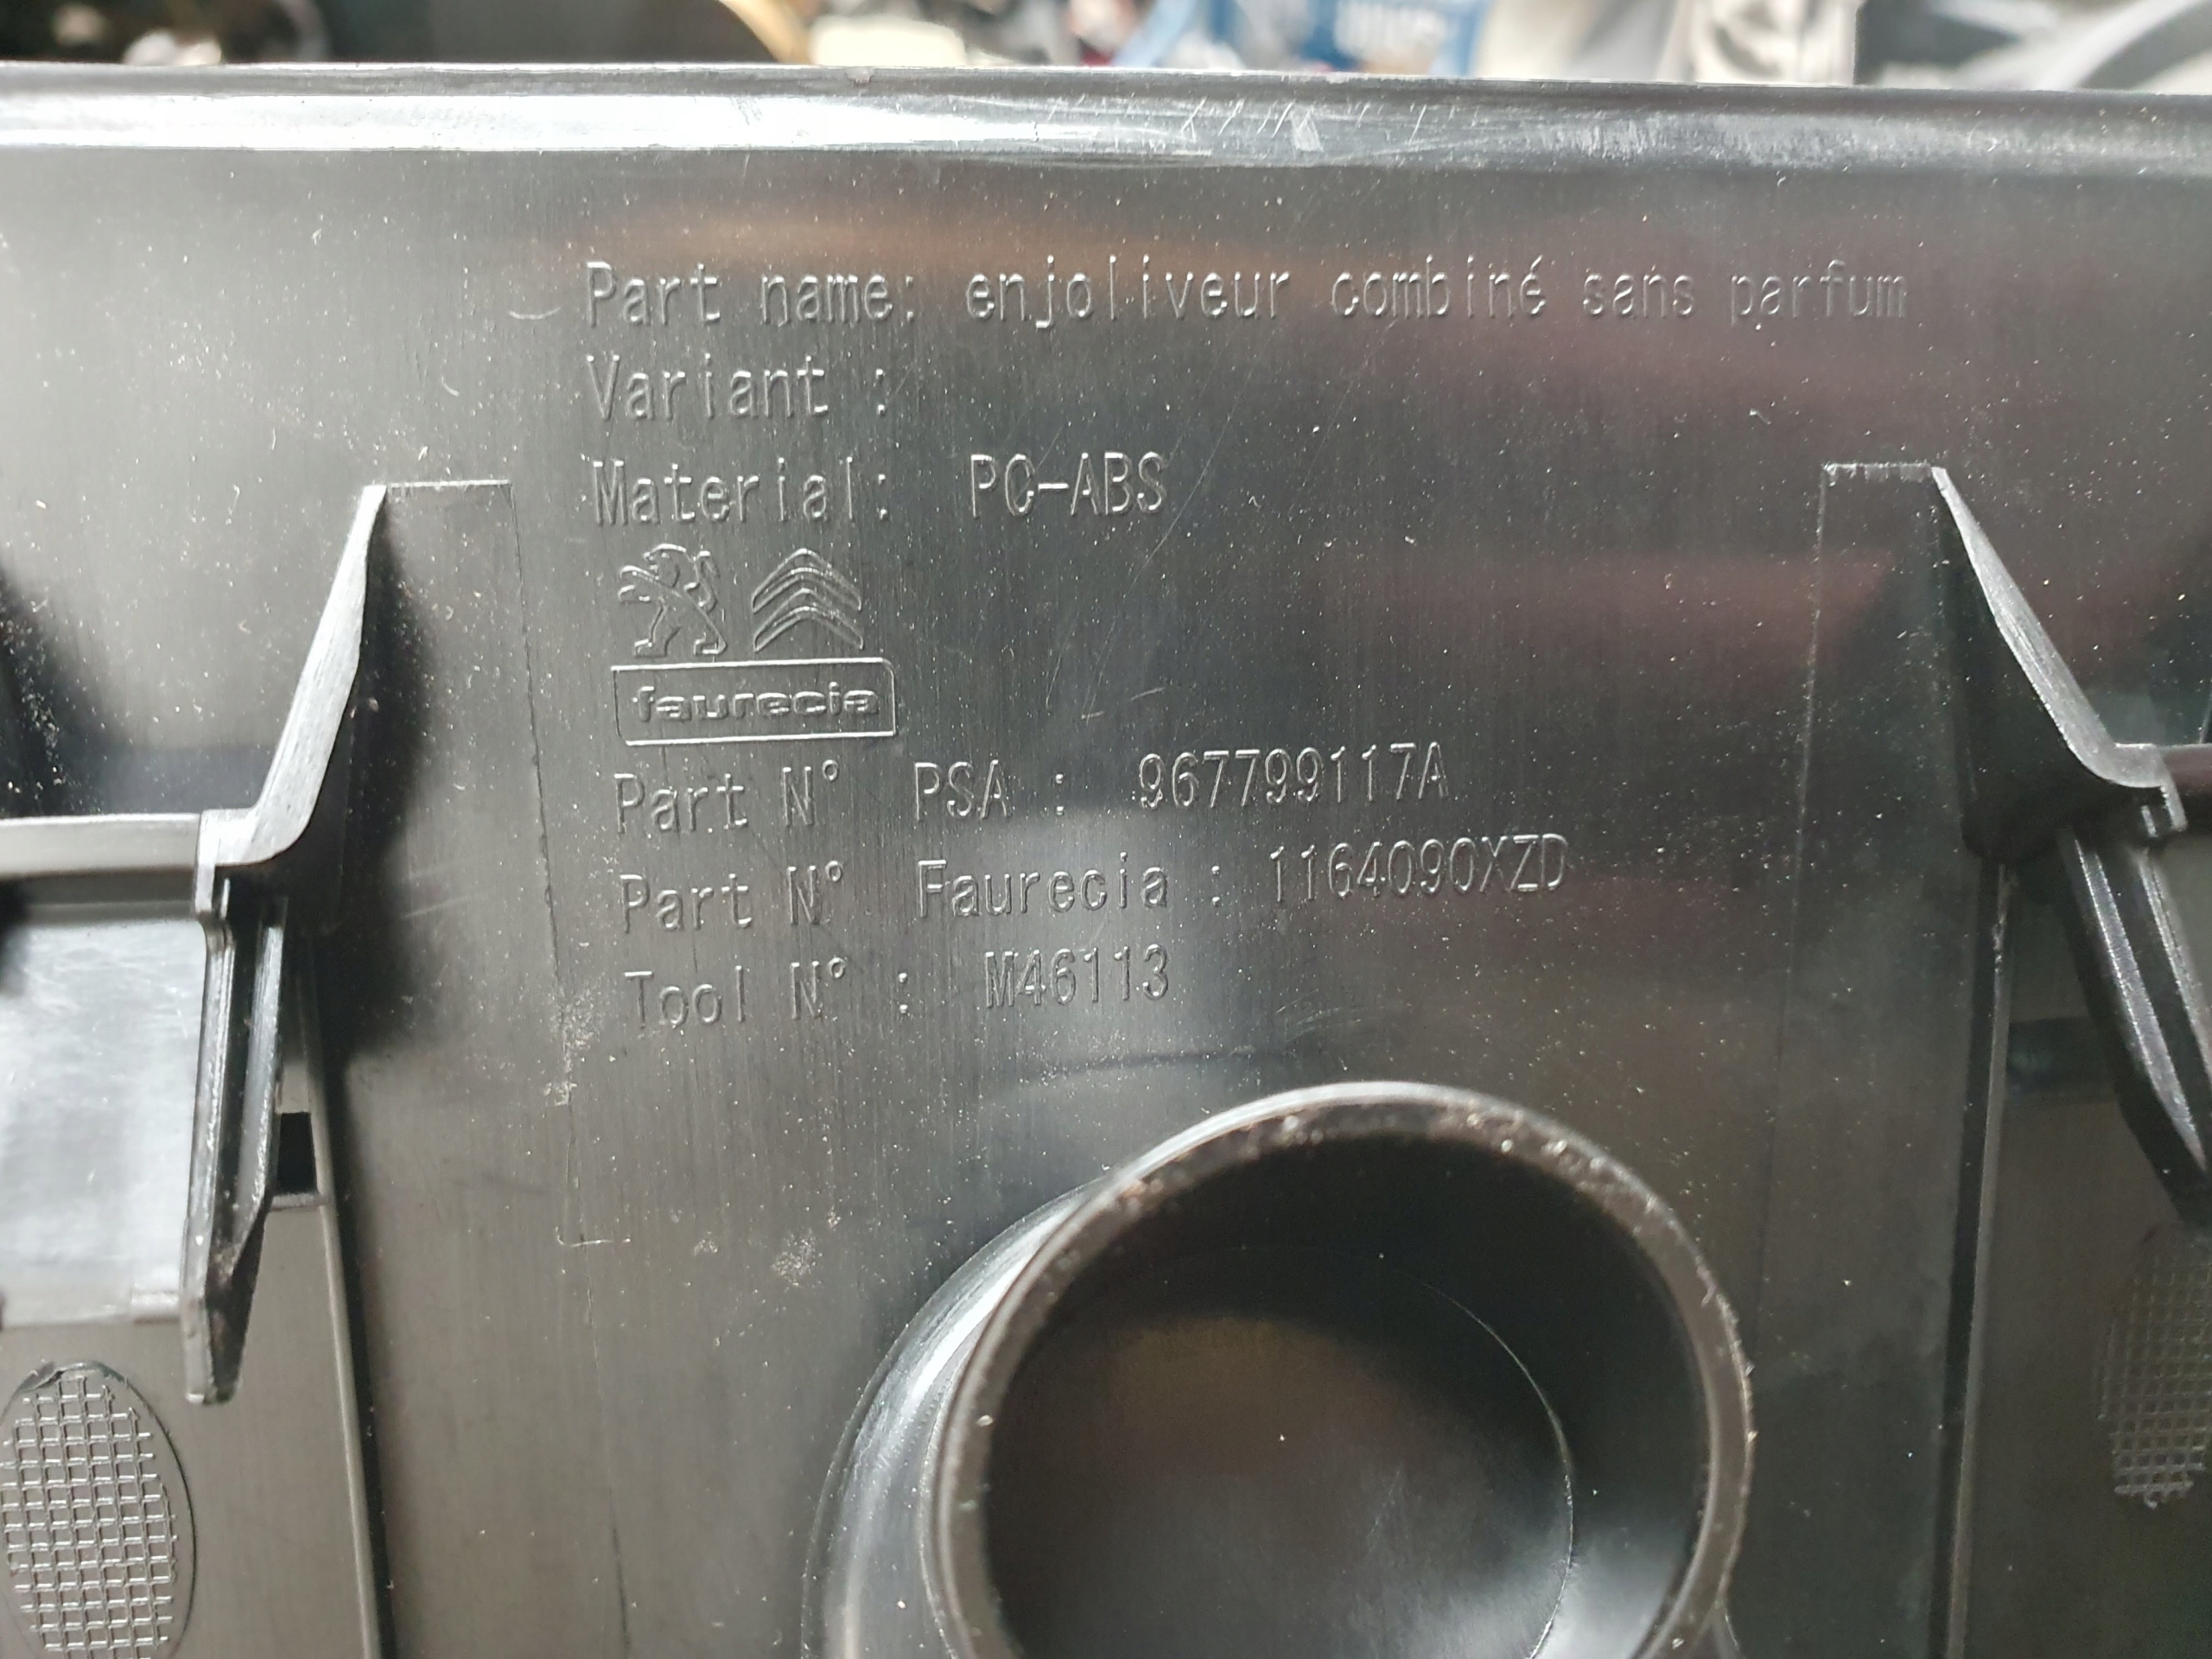 Part name: enjoliveur combiné sans parfum
Variant :
Material: PC-ABS
faurecia
Part N° PSA : 967799117A
Part N° Faurecia : 1164090XZD
Tool N° : M46113